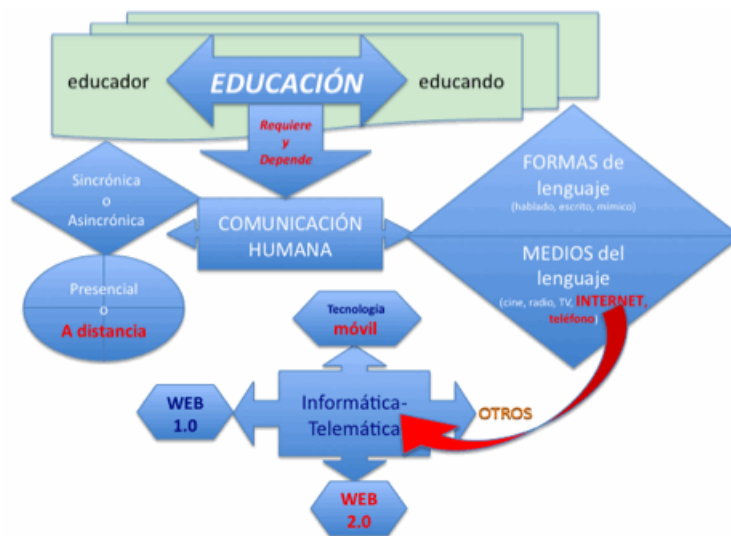 educador
EDUCACIÓN
educando
Requiere
y
Depende
Sincrónica
o
Asincrónica
COMUNICACIÓN
HUMANA
FORMAS de
lenguaje
(hablado, escrito, mímico)
MEDIOS del
lenguaje
(cine, radio, TV, INTERNET,
teléfono)
Presencial
o
A distancia
Tecnología
móvil
WEB
1.0
Informática-
Telemática
OTROS
WEB
2.0